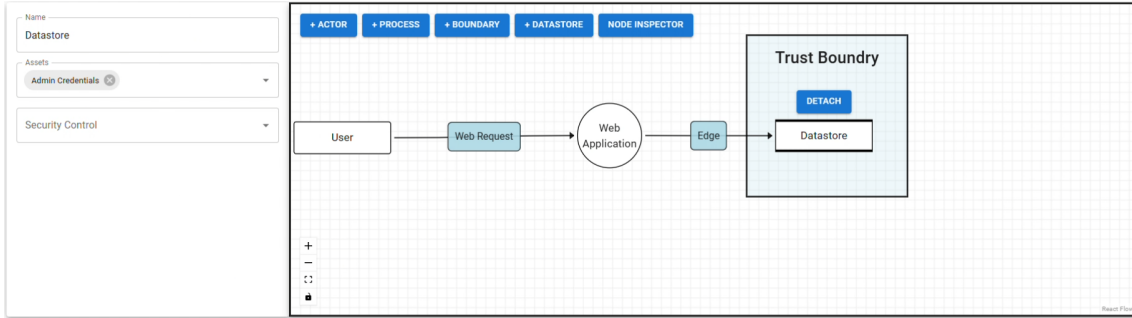 Name
Datastore
Assets
Admin Credentials
Security Control
+ ACTOR
+ PROCESS
+ BOUNDARY
+ DATASTORE
NODE INSPECTOR
Trust Boundry
DETACH
User
Web Request
Web
Application
Edge
Datastore
React Flow